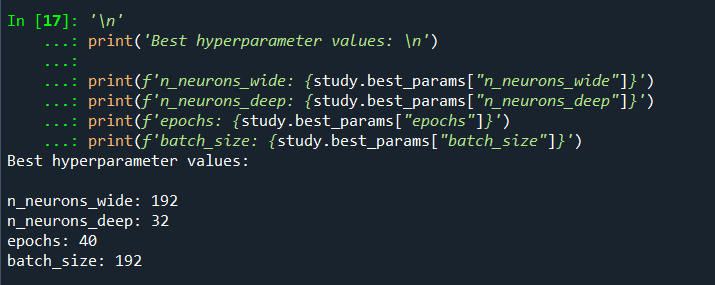 In [17]: '\n'
...: print('Best hyperparameter values: \n')
...:
...: print(f'n_neurons_wide: {study.best_params["n_neurons_wide"]}')
...: print(f'n_neurons_deep: {study.best_params["n_neurons_deep"]}')
...: print(f'epochs: {study.best_params["epochs"]}')
...: print(f'batch_size: {study.best_params["batch_size"]}')
Best hyperparameter values:
n_neurons_wide: 192
n_neurons_deep: 32
epochs: 40
batch_size: 192